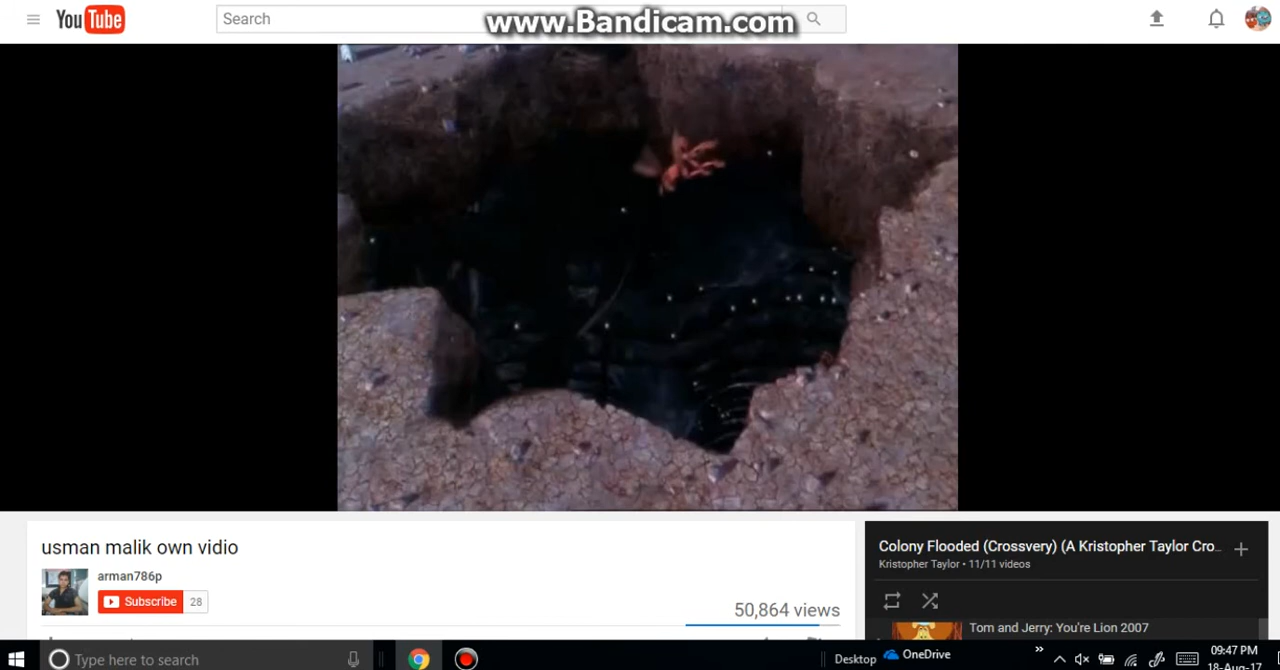 YouTube
Search
www.Bandicam.com
usman malik own vidio
arman786p
Subscribe 28
50,864 views
Colony Flooded (Crossvery) (A Kristopher Taylor Cro...
Kristopher Taylor • 11/11 videos
Tom and Jerry: You're Lion 2007
Type here to search
Desktop
OneDrive
09:47 PM
18-Aug-17